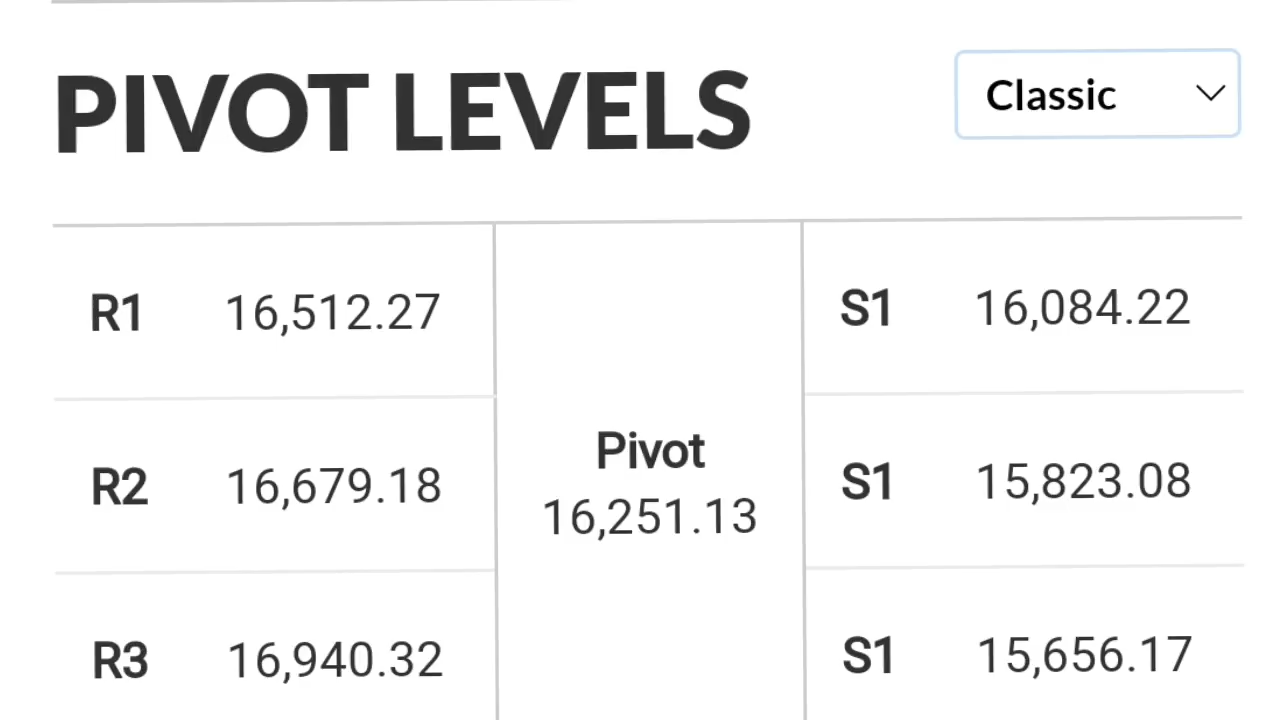 PIVOT LEVELS
Classic
R1 16,512.27
S1 16,084.22
R2 16,679.18
Pivot
16,251.13
S1 15,823.08
R3 16,940.32
S1 15,656.17